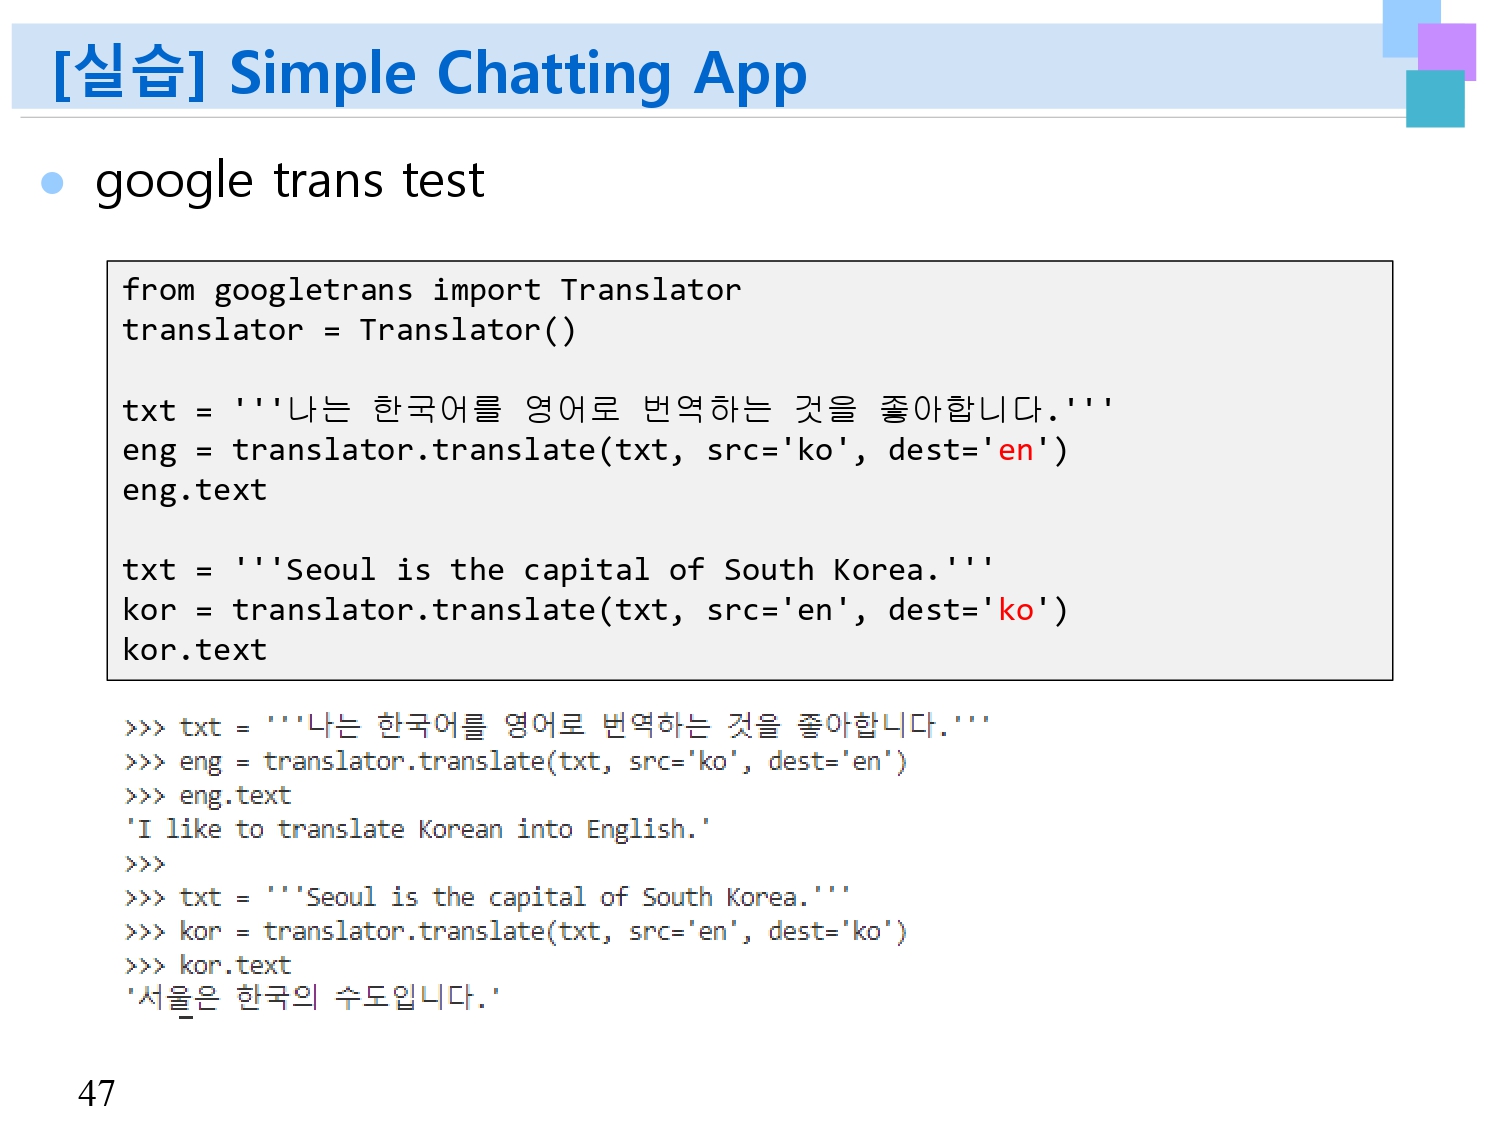 [실습] Simple Chatting App
google trans test
from googletrans import Translator
translator = Translator()
txt = '''나는 한국어를 영어로 번역하는 것을 좋아합니다.'''
eng = translator.translate(txt, src='ko', dest='en')
eng.text
txt = '''Seoul is the capital of South Korea.'''
kor = translator.translate(txt, src='en', dest='ko')
kor.text
>>> txt = '''나는 한국어를 영어로 번역하는 것을 좋아합니다.'''
>>> eng = translator.translate(txt, src='ko', dest='en')
>>> eng.text
'I like to translate Korean into English.'
>>>
>>> txt = '''Seoul is the capital of South Korea.'''
>>> kor = translator.translate(txt, src='en', dest='ko')
>>> kor.text
'서울은 한국의 수도입니다.'
47